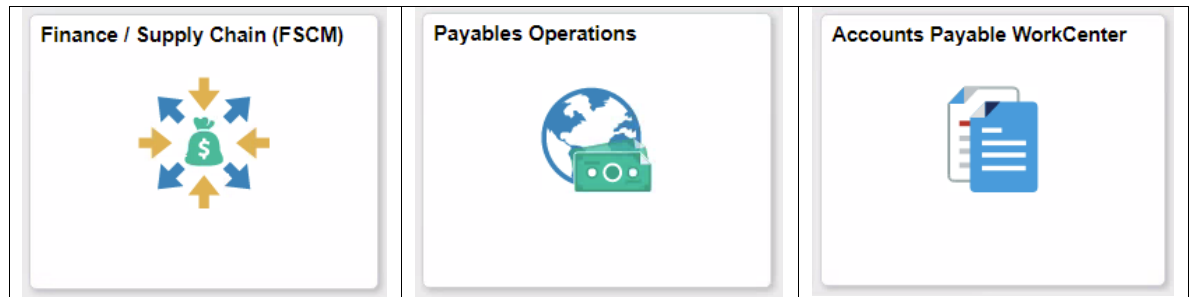 Finance / Supply Chain (FSCM)
Payables Operations
Accounts Payable WorkCenter
$